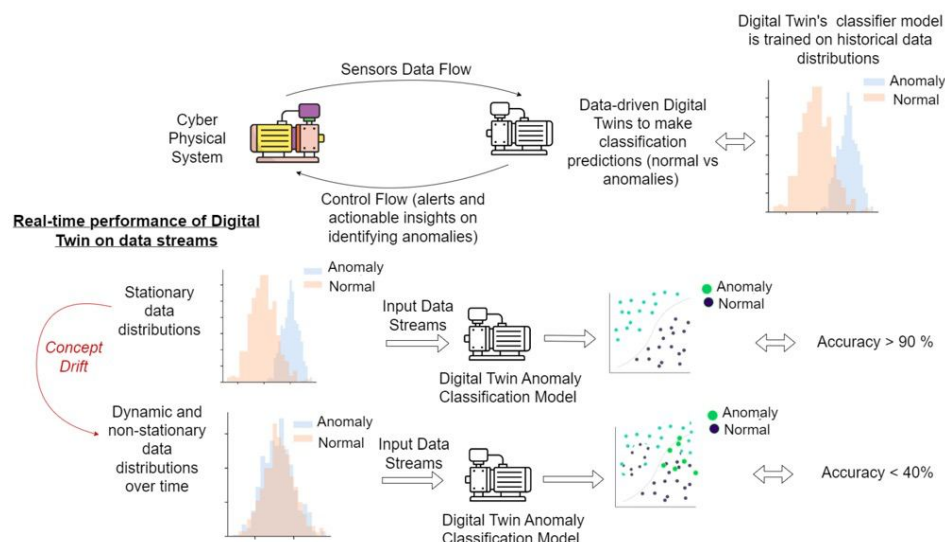 Digital Twin's classifier model
is trained on historical data
distributions
Anomaly
Normal
Sensors Data Flow
Cyber
Physical
System
Data-driven Digital
Twins to make
classification
predictions (normal vs
anomalies)
Control Flow (alerts and
actionable insights on
identifying anomalies)
Real-time performance of Digital
Twin on data streams
Stationary
data
distributions
Anomaly
Normal
Input Data
Streams
Digital Twin Anomaly
Classification Model
Anomaly
Normal
Accuracy > 90 %
Concept
Drift
Dynamic and
non-stationary
data
distributions
over time
Anomaly
Normal
Input Data
Streams
Digital Twin Anomaly
Classification Model
Anomaly
Normal
Accuracy < 40%